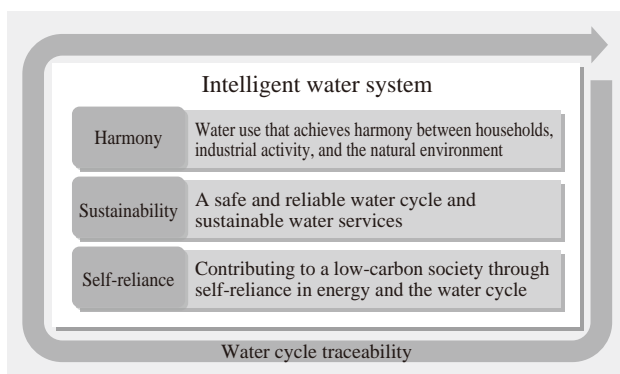 Intelligent water system
Harmony
Water use that achieves harmony between households,
industrial activity, and the natural environment
Sustainability
A safe and reliable water cycle and
sustainable water services
Self-reliance
Contributing to a low-carbon society through
self-reliance in energy and the water cycle
Water cycle traceability